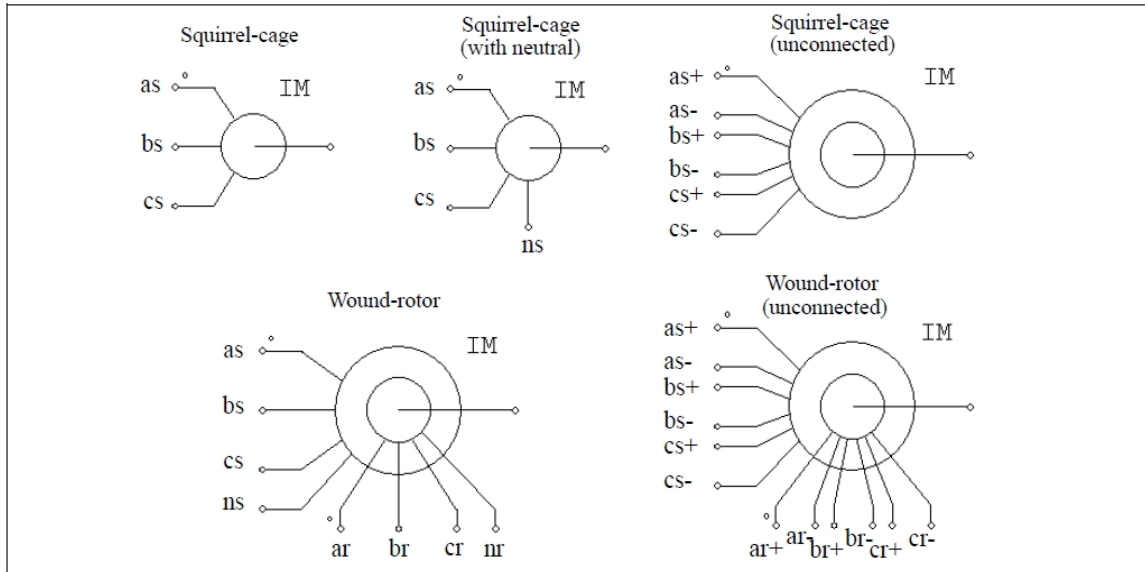 Squirrel-cage
as
IM
bs
cs
Squirrel-cage
(with neutral)
as
IM
bs
cs
ns
Squirrel-cage
(unconnected)
as+
IM
as-
bs+
bs-
cs+
cs-
Wound-rotor
as
IM
bs
cs
ns
ar
br
cr
nr
Wound-rotor
(unconnected)
as+
IM
as-
bs+
bs-
cs+
cs-
ar+
ar-
br+
br-
cr+
cr-